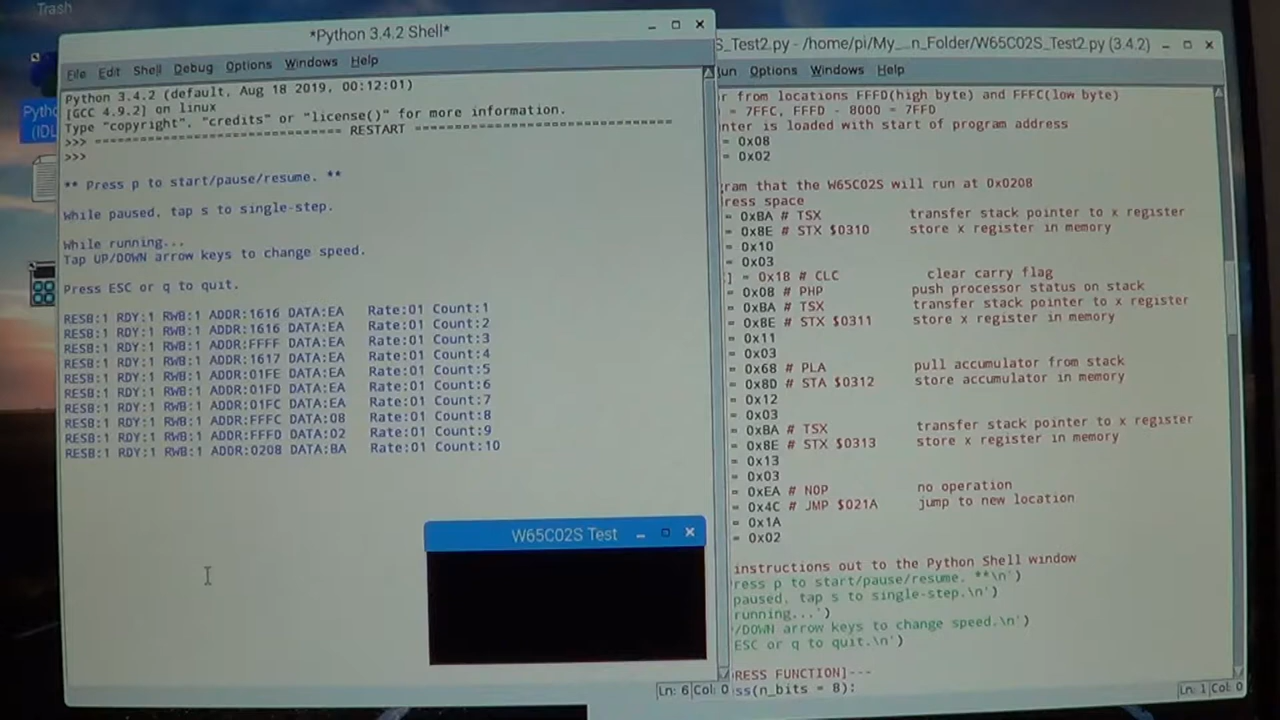 Trash
*Python 3.4.2 Shell*
File Edit Shell Debug Options Windows Help
Python 3.4.2 (default, Aug 18 2019, 00:12:01)
[GCC 4.9.2] on linux
Type "copyright", "credits" or "license()" for more information.
>>> ================================ RESTART ================================
>>>
** Press p to start/pause/resume. **
While paused, tap s to single-step.
While running...
Tap UP/DOWN arrow keys to change speed.
Press ESC or q to quit.
RESB:1 RDY:1 RWB:1 ADDR:1616 DATA:EA Rate:01 Count:1
RESB:1 RDY:1 RWB:1 ADDR:1616 DATA:EA Rate:01 Count:2
RESB:1 RDY:1 RWB:1 ADDR:FFFF DATA:EA Rate:01 Count:3
RESB:1 RDY:1 RWB:1 ADDR:1617 DATA:EA Rate:01 Count:4
RESB:1 RDY:1 RWB:1 ADDR:01FE DATA:EA Rate:01 Count:5
RESB:1 RDY:1 RWB:1 ADDR:01FD DATA:EA Rate:01 Count:6
RESB:1 RDY:1 RWB:1 ADDR:01FC DATA:EA Rate:01 Count:7
RESB:1 RDY:1 RWB:1 ADDR:FFFC DATA:08 Rate:01 Count:8
RESB:1 RDY:1 RWB:1 ADDR:FFFD DATA:02 Rate:01 Count:9
RESB:1 RDY:1 RWB:1 ADDR:0208 DATA:BA Rate:01 Count:10
W65C02S Test
Ln: 6 Col: 0
Pytho
(IDL
S_Test2.py - /home/pi/My_..n_Folder/W65C02S_Test2.py (3.4.2)
un Options Windows Help
r from locations FFFD(high byte) and FFFC(low byte)
= 7FFC, FFFD - 8000 = 7FFD
nter is loaded with start of program address
= 0x08
= 0x02
ram that the W65C02S will run at 0x0208
ress space
= 0xBA # TSX transfer stack pointer to x register
= 0x8E # STX $0310 store x register in memory
= 0x10
= 0x03
] = 0x18 # CLC clear carry flag
= 0x08 # PHP push processor status on stack
= 0xBA # TSX transfer stack pointer to x register
= 0x8E # STX $0311 store x register in memory
= 0x11
= 0x03
= 0x68 # PLA pull accumulator from stack
= 0x8D # STA $0312 store accumulator in memory
= 0x12
= 0x03
= 0xBA # TSX transfer stack pointer to x register
= 0x8E # STX $0313 store x register in memory
= 0x13
= 0x03
= 0xEA # NOP no operation
= 0x4C # JMP $021A jump to new location
= 0x1A
= 0x02
instructions out to the Python Shell window
ress p to start/pause/resume. **\n')
paused, tap s to single-step.\n')
running...')
/DOWN arrow keys to change speed.\n')
ESC or q to quit.\n')
RESS FUNCTION]---
ss(n_bits = 8):
Ln: 1 Col: 0